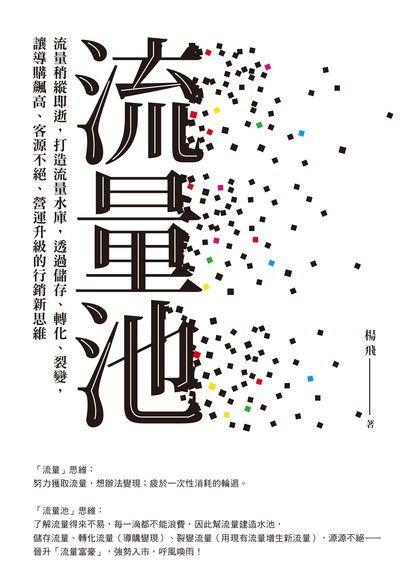 流量池
流量稍縱即逝，打造流量水庫，透過儲存、轉化、裂變，
讓導購飆高、客源不絕、營運升級的行銷新思維
楊飛——著
「流量」思維：
努力獲取流量，想辦法變現；疲於一次性消耗的輪迴。
「流量池」思維：
了解流量得來不易，每一滴都不能浪費，因此幫流量建造水池，
儲存流量、轉化流量（導購變現）、裂變流量（用現有流量增生新流量），源源不絕——
晉升「流量富豪」，強勢入市，呼風喚雨！